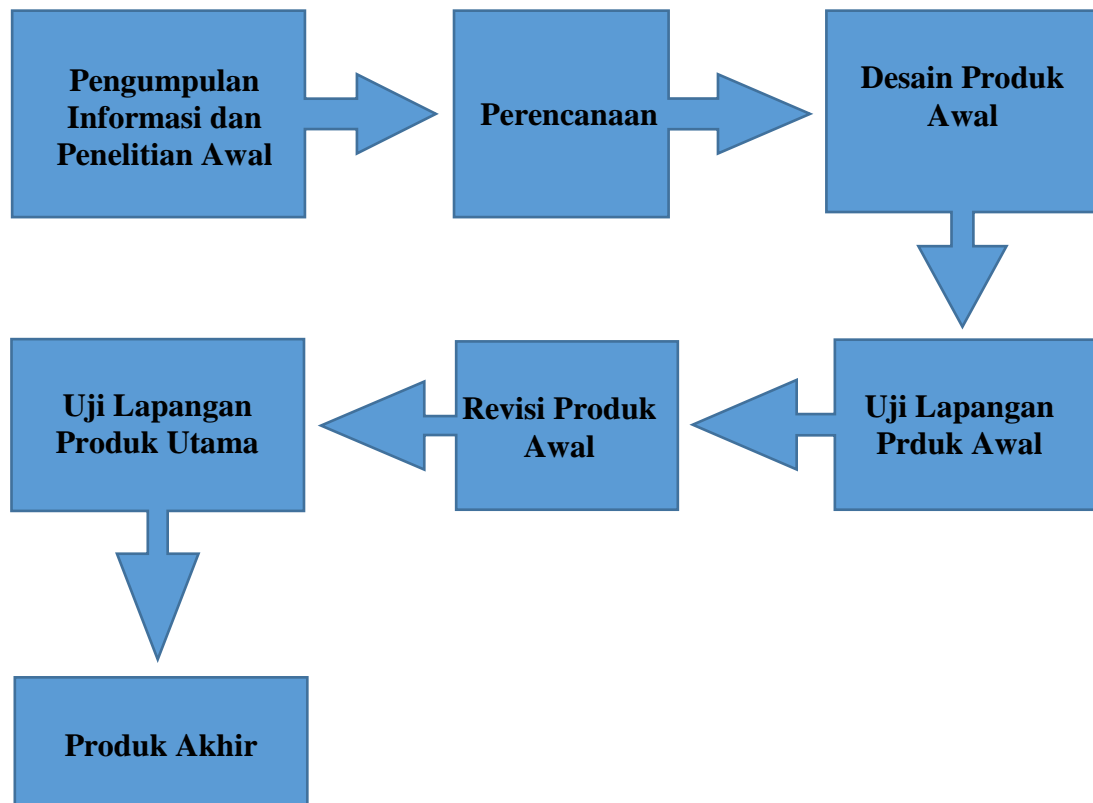 Pengumpulan
Informasi dan
Penelitian Awal
Perencanaan
Desain Produk
Awal
Uji Lapangan
Prduk Awal
Revisi Produk
Awal
Uji Lapangan
Produk Utama
Produk Akhir